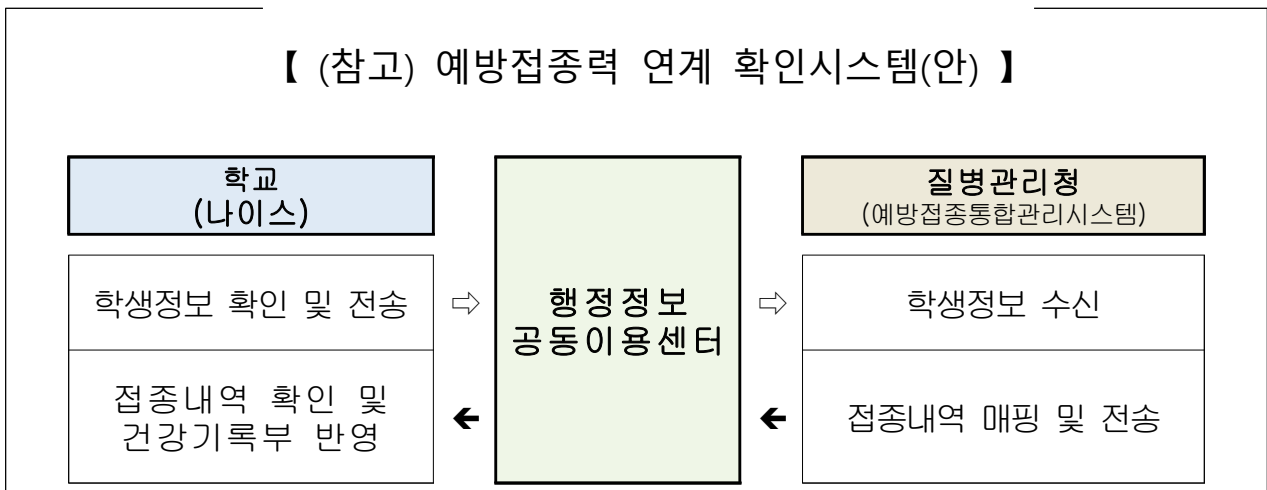 【 (참고) 예방접종력 연계 확인시스템(안) 】
학교
(나이스)
학생정보 확인 및 전송
접종내역 확인 및
건강기록부 반영
⇨
🡸
행정정보
공동이용센터
⇨
🡸
질병관리청
(예방접종통합관리시스템)
학생정보 수신
접종내역 매핑 및 전송